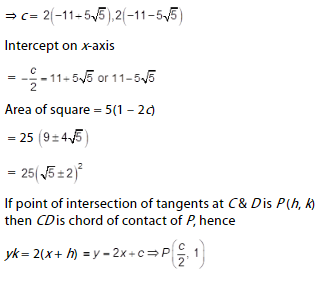 ⇒ c= 2(-11+5√5),2(-11-5√5)
Intercept on x-axis
= -c/2 = 11+5√5 or 11-5√5
Area of square = 5(1 – 2c)
= 25 (9±4√5)
= 25(√5±2)²
If point of intersection of tangents at C & D is P(h, k)
then CD is chord of contact of P, hence
yk = 2(x+ h) ≡ y – 2x + c ⇒ P(c/2, 1)